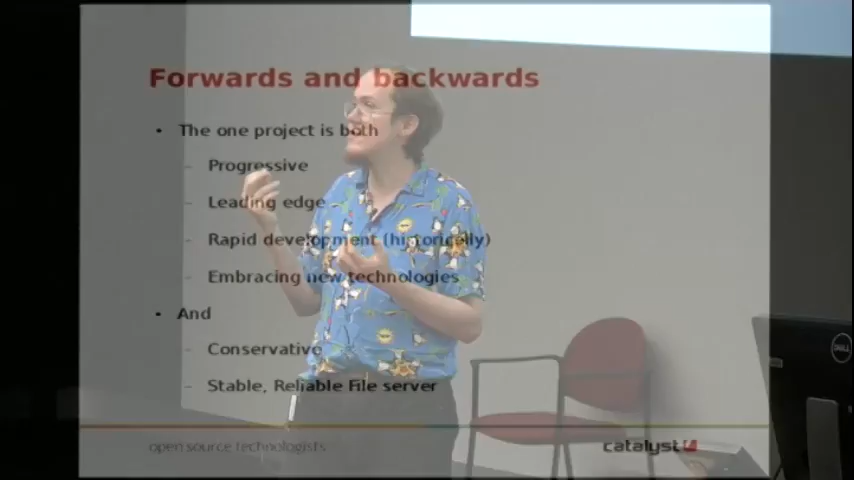 Forwards and backwards
• The one project is both
– Progressive
– Leading edge
– Rapid development (historically)
– Embracing new technologies
• And
– Conservative
– Stable, Reliable File server
open source technologists
catalyst
DELL